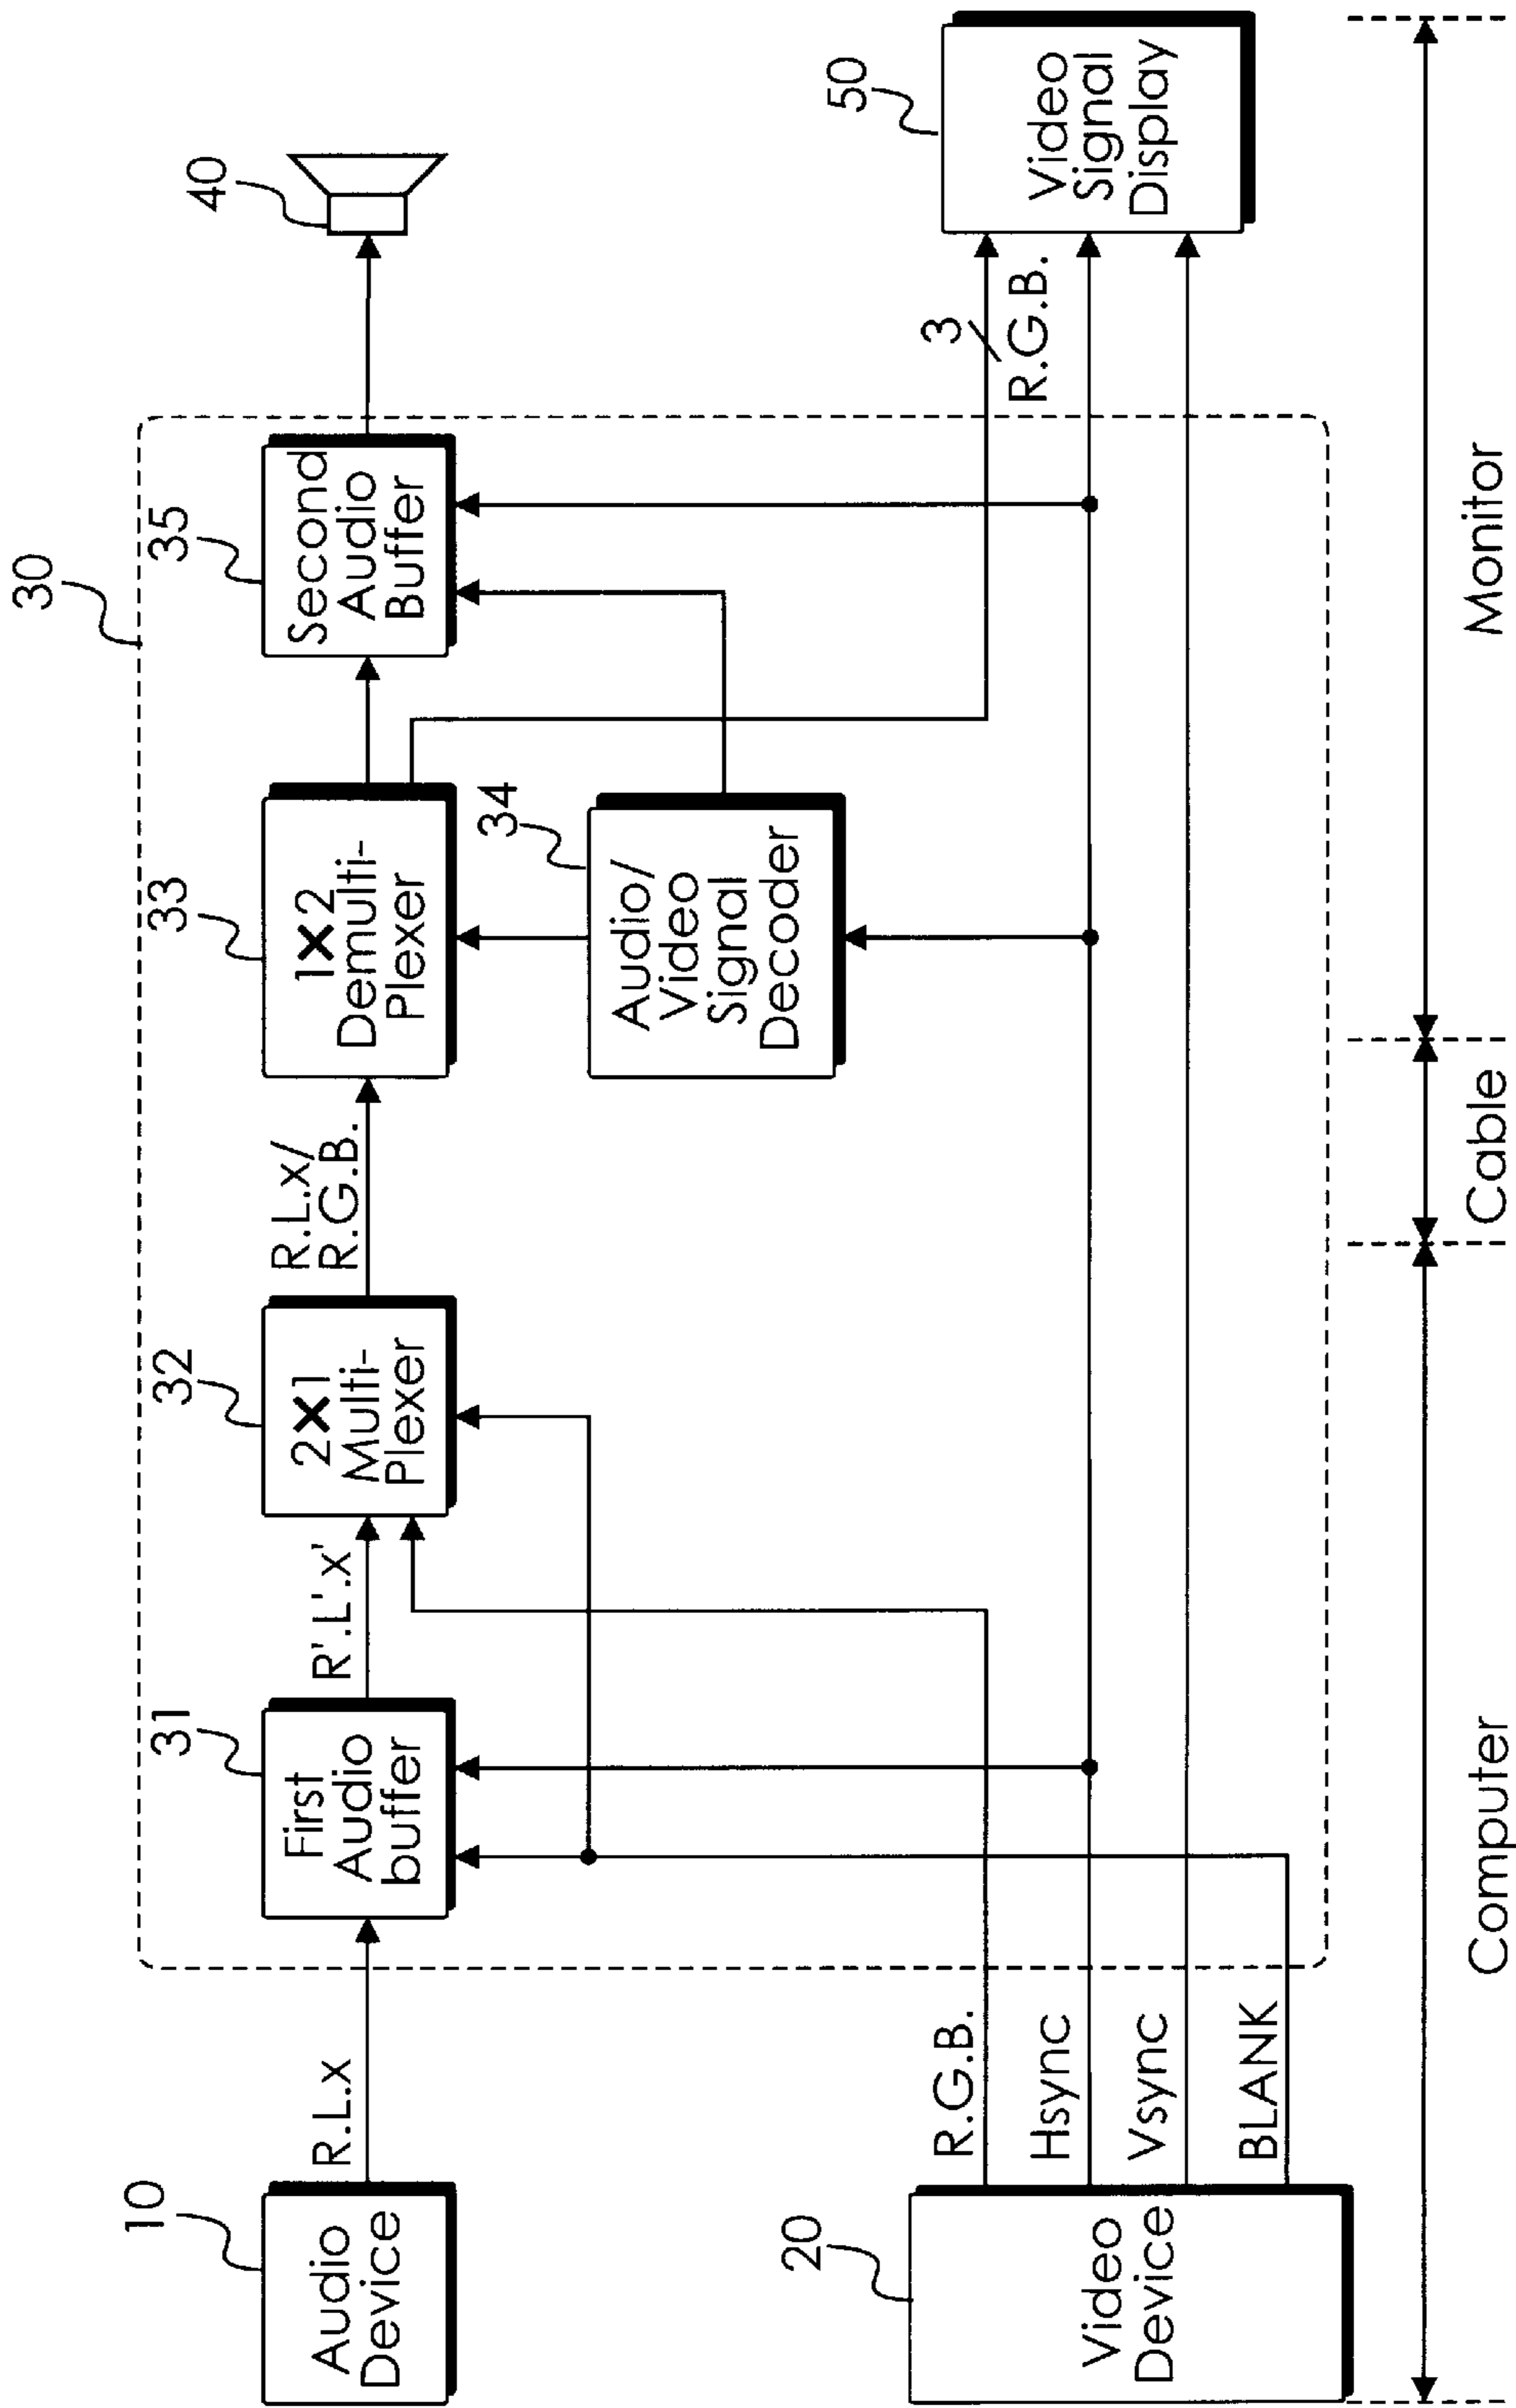 30
10
Audio
Device
R.L.x
31
First
Audio
buffer
R'.L'.x'
32
2×1
Multi-
Plexer
R.L.x/
R.G.B.
33
1×2
Demulti-
Plexer
35
Second
Audio
Buffer
40
34
Audio/
Video
Signal
Decoder
20
Video
Device
R.G.B.
Hsync
Vsync
BLANK
3
R.G.B.
50
Video
Signal
Display
Computer
Cable
Monitor